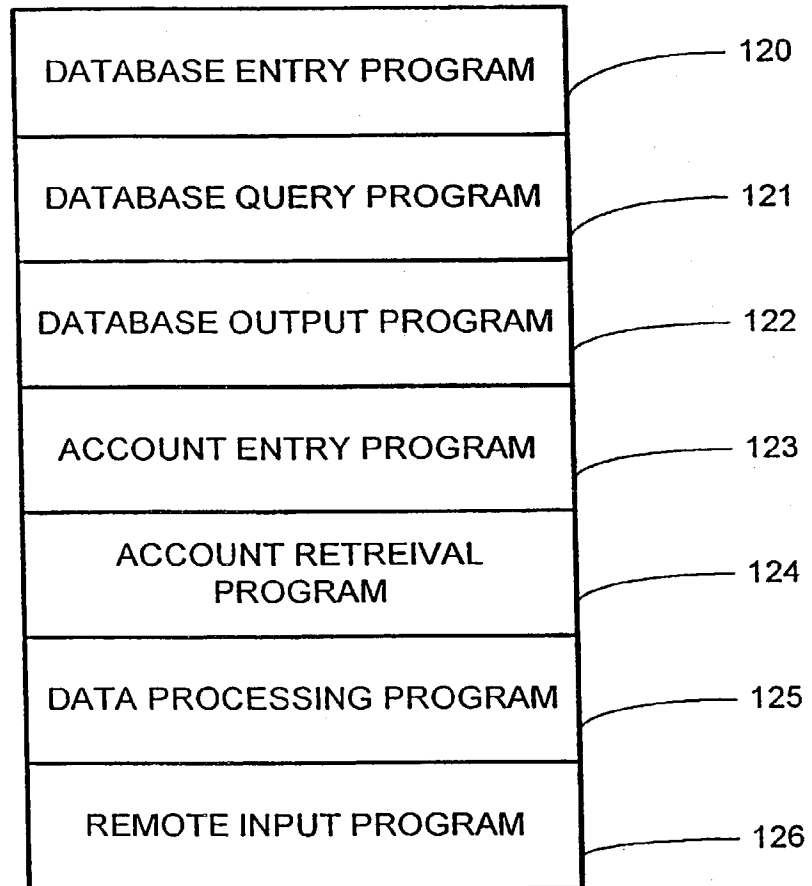 DATABASE ENTRY PROGRAM
120
DATABASE QUERY PROGRAM
121
DATABASE OUTPUT PROGRAM
122
ACCOUNT ENTRY PROGRAM
123
ACCOUNT RETREIVAL
PROGRAM
124
DATA PROCESSING PROGRAM
125
REMOTE INPUT PROGRAM
126